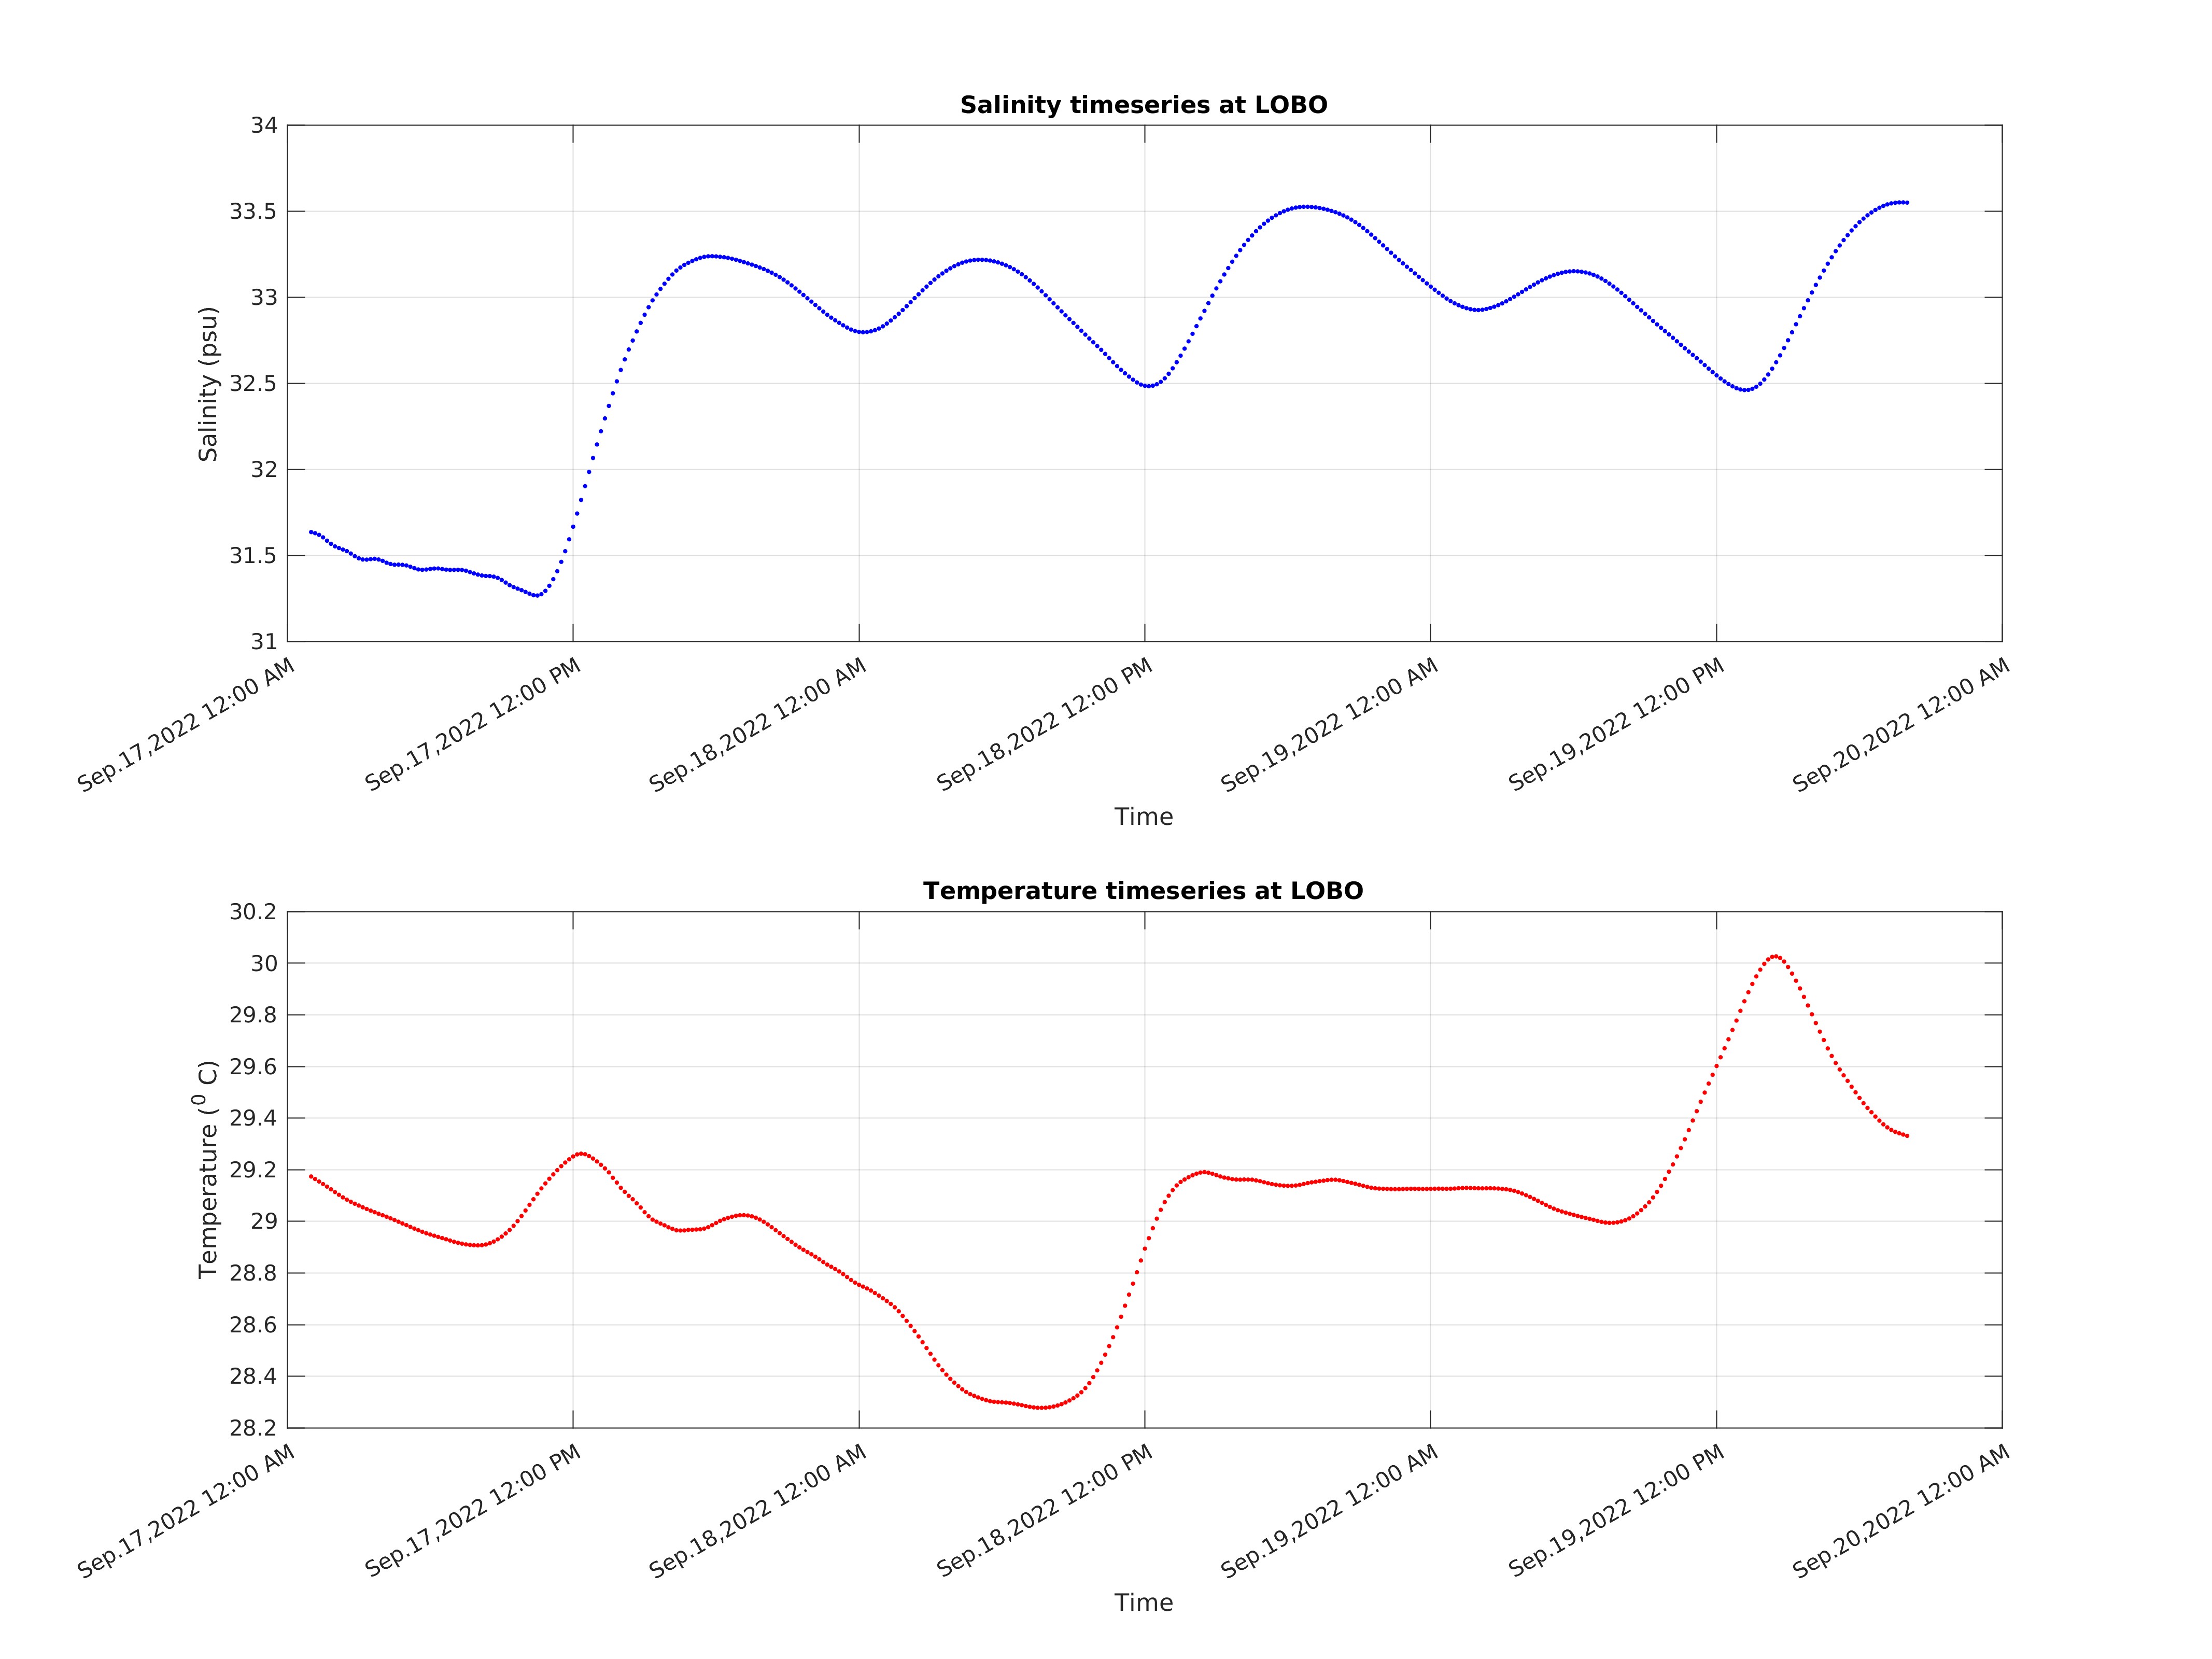 Salinity timeseries at LOBO
34
33.5
33
32.5
32
31.5
31
Salinity (psu)
Sep.17,2022 12:00 AM
Sep.17,2022 12:00 PM
Sep.18,2022 12:00 AM
Sep.18,2022 12:00 PM
Sep.19,2022 12:00 AM
Sep.19,2022 12:00 PM
Sep.20,2022 12:00 AM
Time
Temperature timeseries at LOBO
30.2
30
29.8
29.6
29.4
29.2
29
28.8
28.6
28.4
28.2
Temperature (⁰ C)
Sep.17,2022 12:00 AM
Sep.17,2022 12:00 PM
Sep.18,2022 12:00 AM
Sep.18,2022 12:00 PM
Sep.19,2022 12:00 AM
Sep.19,2022 12:00 PM
Sep.20,2022 12:00 AM
Time